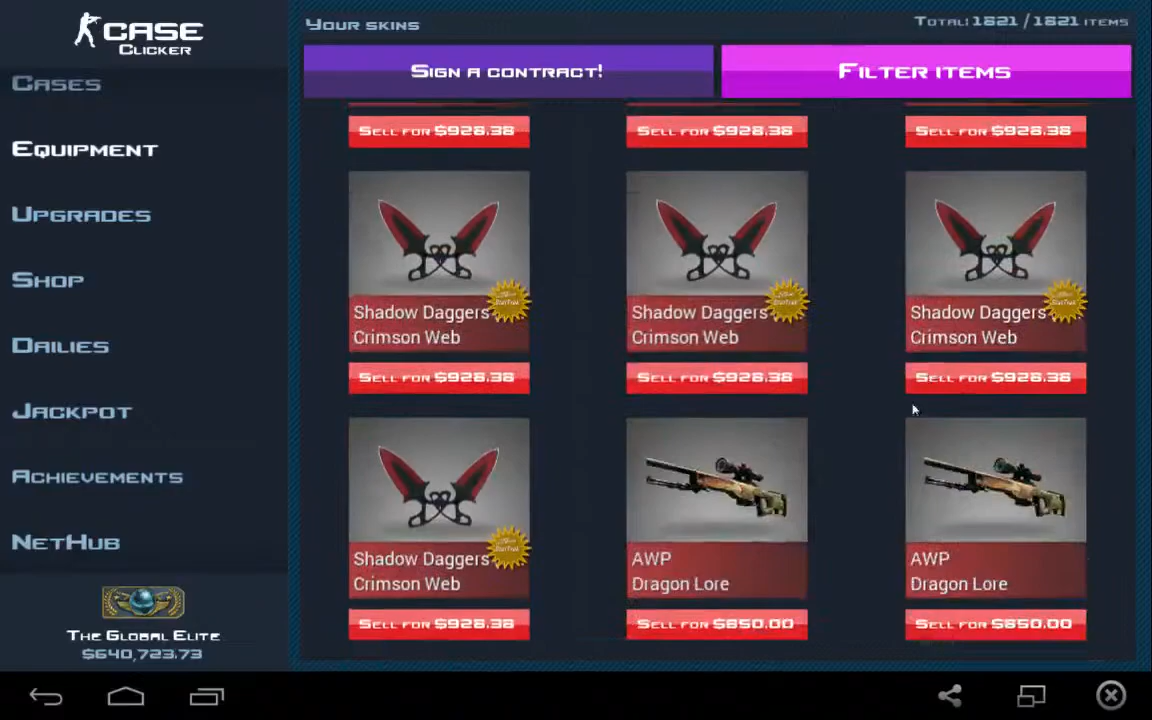 CASE
CLICKER
CASES
EQUIPMENT
UPGRADES
SHOP
DAILIES
JACKPOT
ACHIEVEMENTS
NETHUB
THE GLOBAL ELITE
$640,723.73
YOUR SKINS
TOTAL: 1821 / 1821 ITEMS
SIGN A CONTRACT!
FILTER ITEMS
SELL FOR $928.38
SELL FOR $928.38
SELL FOR $928.38
Shadow Daggers
Crimson Web
Shadow Daggers
Crimson Web
Shadow Daggers
Crimson Web
SELL FOR $928.38
SELL FOR $928.38
SELL FOR $928.38
Shadow Daggers
Crimson Web
AWP
Dragon Lore
AWP
Dragon Lore
SELL FOR $928.38
SELL FOR $850.00
SELL FOR $850.00